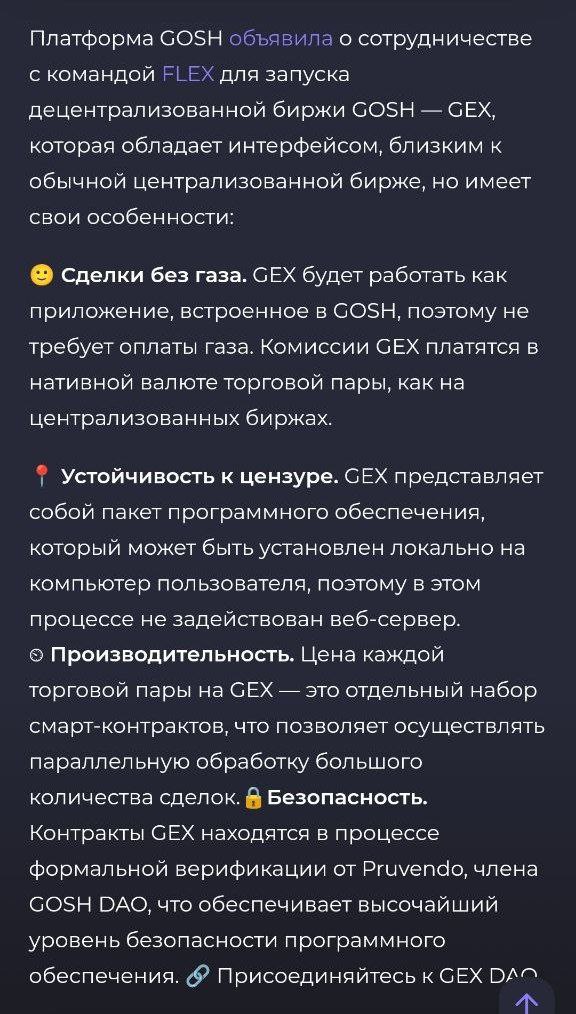 Платформа GOSH объявила о сотрудничестве
с командой FLEX для запуска
децентрализованной биржи GOSH — GEX,
которая обладает интерфейсом, близким к
обычной централизованной бирже, но имеет
свои особенности:
🙂 Сделки без газа. GEX будет работать как
приложение, встроенное в GOSH, поэтому не
требует оплаты газа. Комиссии GEX платятся в
нативной валюте торговой пары, как на
централизованных биржах.
📍 Устойчивость к цензуре. GEX представляет
собой пакет программного обеспечения,
который может быть установлен локально на
компьютер пользователя, поэтому в этом
процессе не задействован веб-сервер.
⏲ Производительность. Цена каждой
торговой пары на GEX — это отдельный набор
смарт-контрактов, что позволяет осуществлять
параллельную обработку большого
количества сделок.🔒Безопасность.
Контракты GEX находятся в процессе
формальной верификации от Pruvendo, члена
GOSH DAO, что обеспечивает высочайший
уровень безопасности программного
обеспечения. 🔗 Присоединяйтесь к GEX DAO